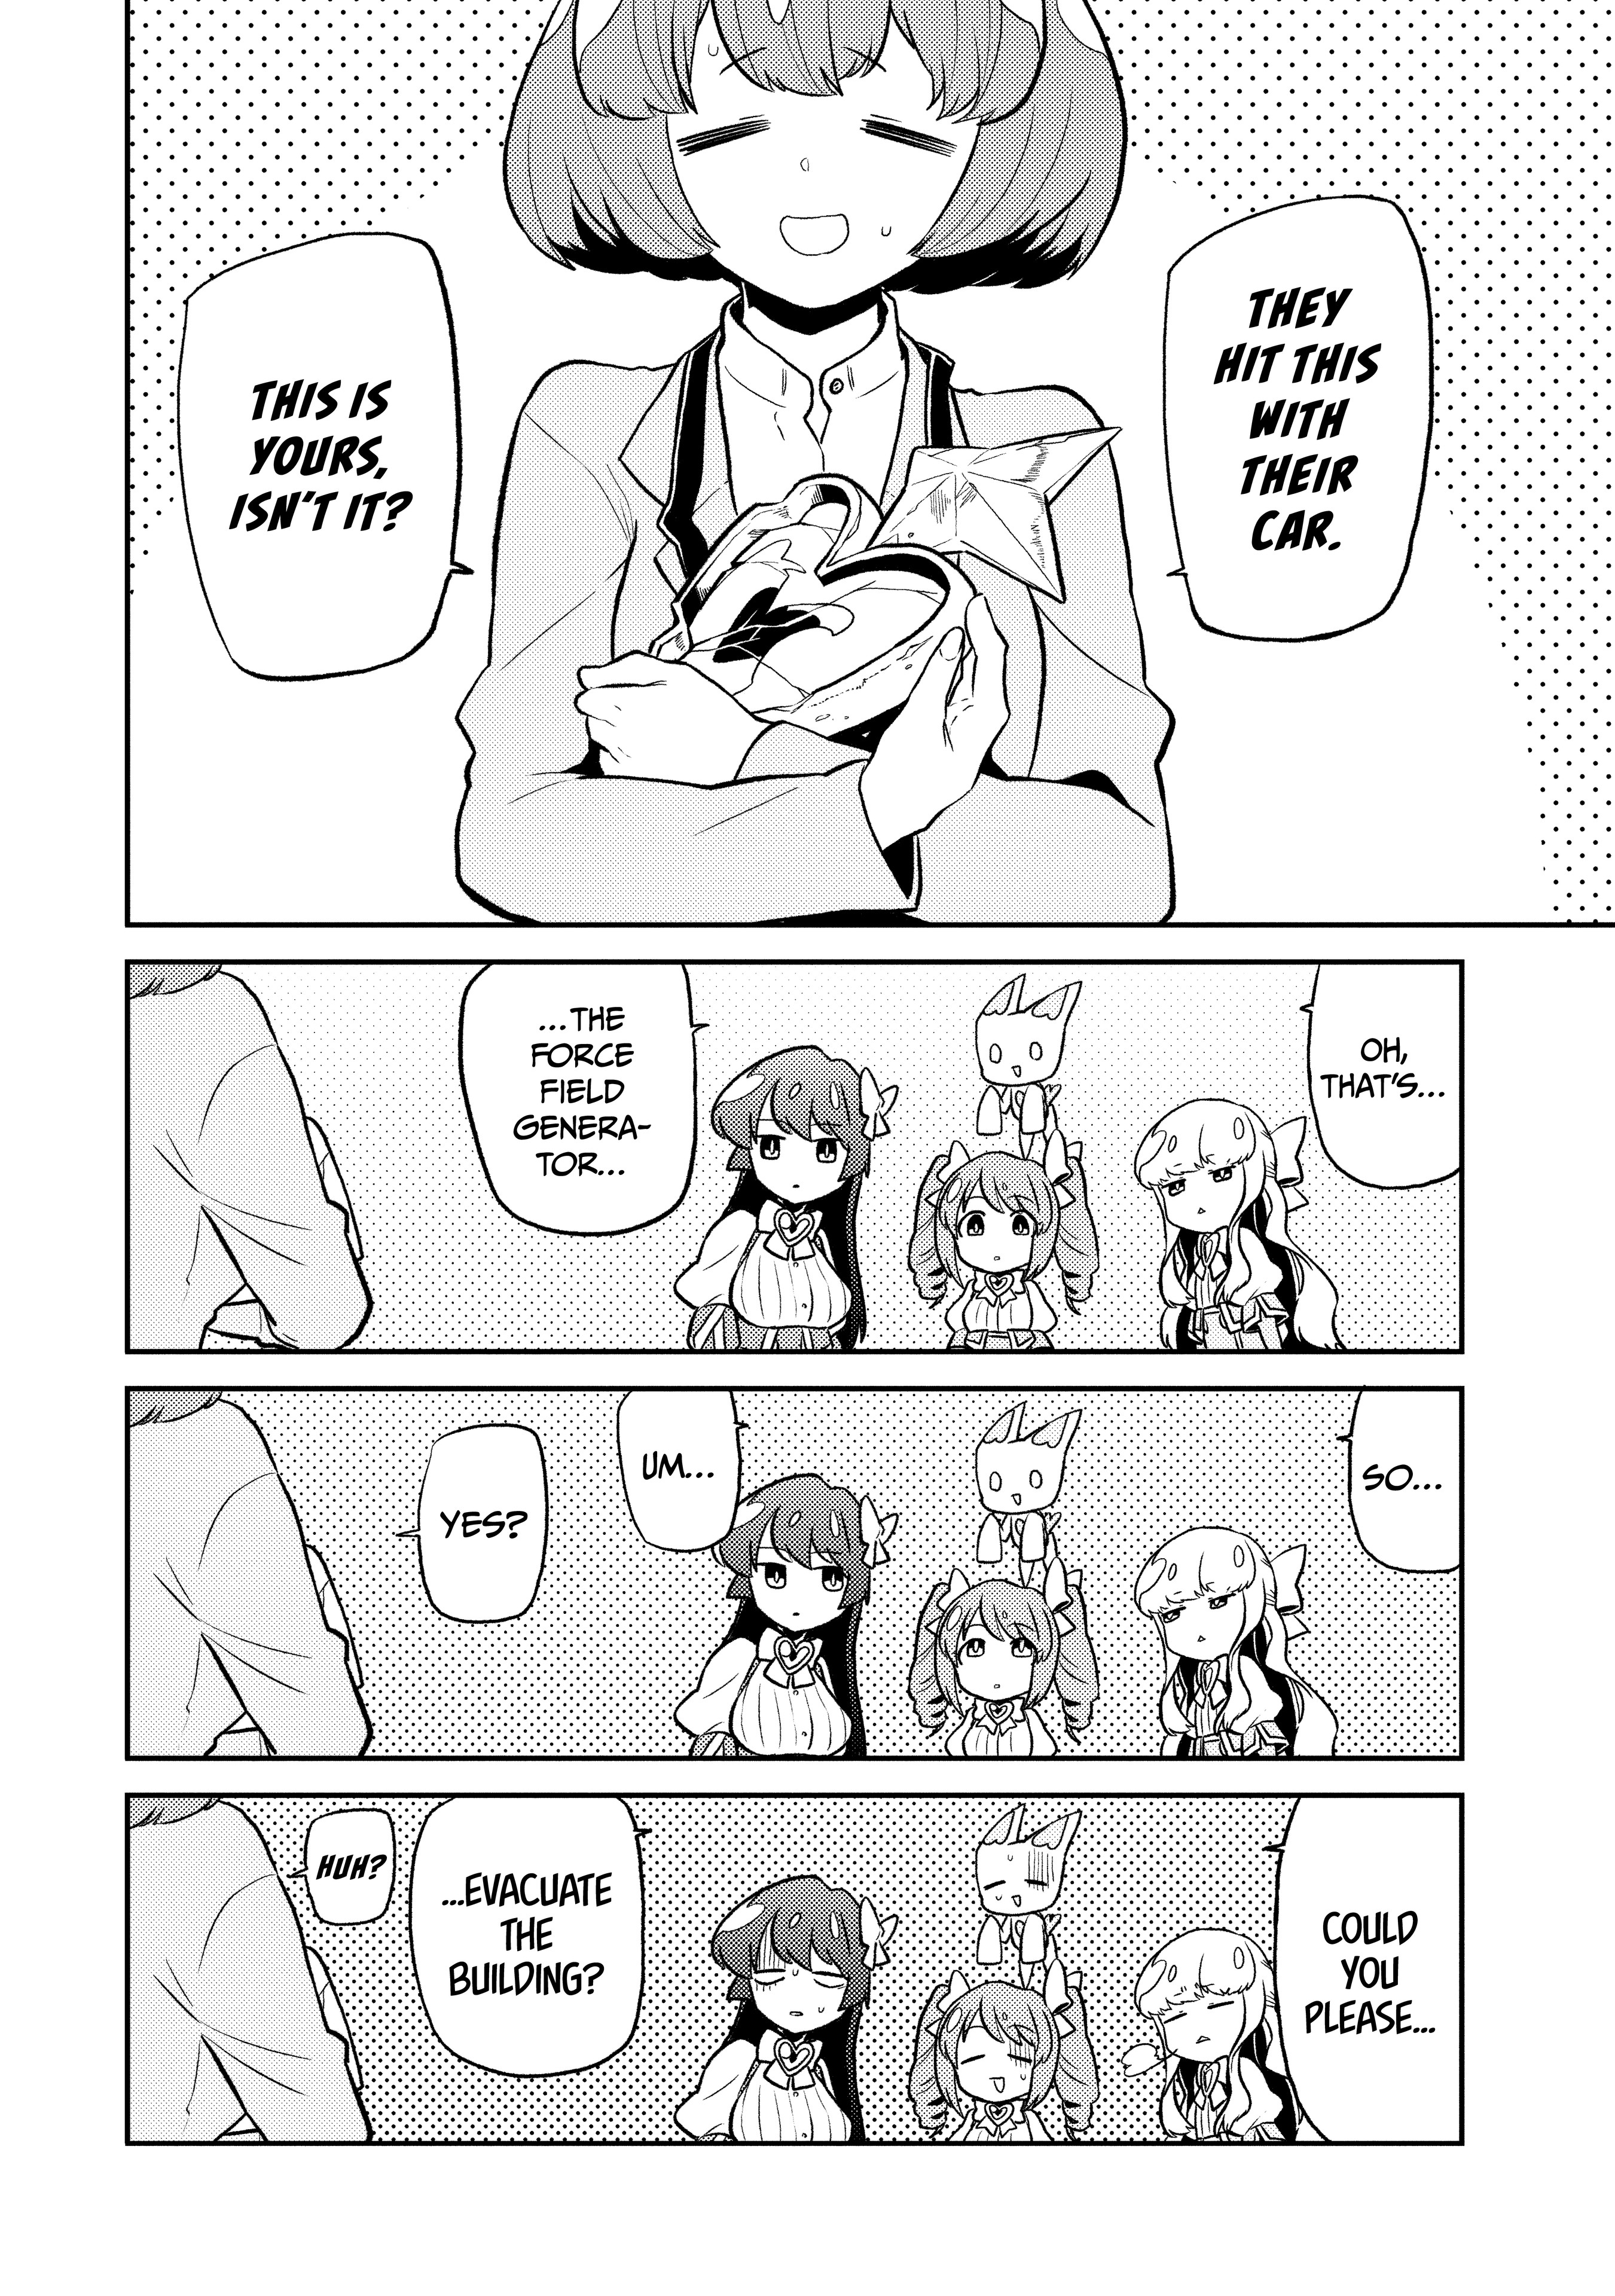 THEY
HIT THIS
WITH
THEIR
CAR.
THIS IS
YOURS,
ISN'T IT?
OH,
THAT'S...
...THE
FORCE
FIELD
GENERA-
TOR...
SO...
UM...
YES?
COULD
YOU
PLEASE...
...EVACUATE
THE
BUILDING?
HUH?